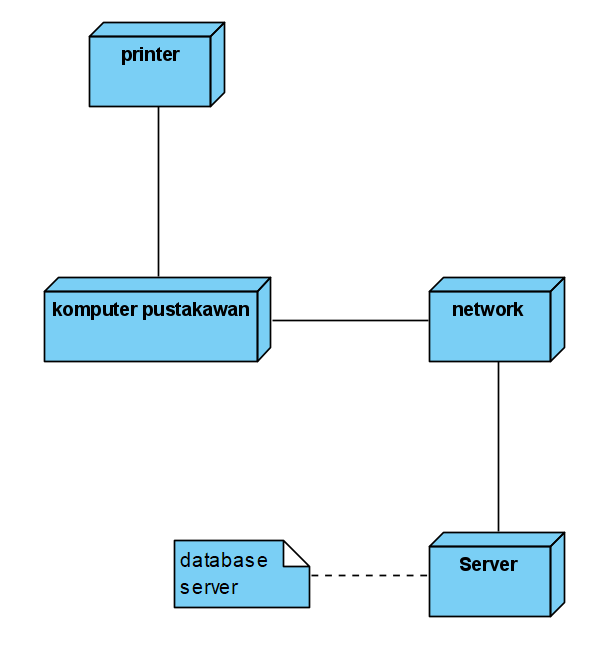 printer
komputer pustakawan
network
database
server
Server